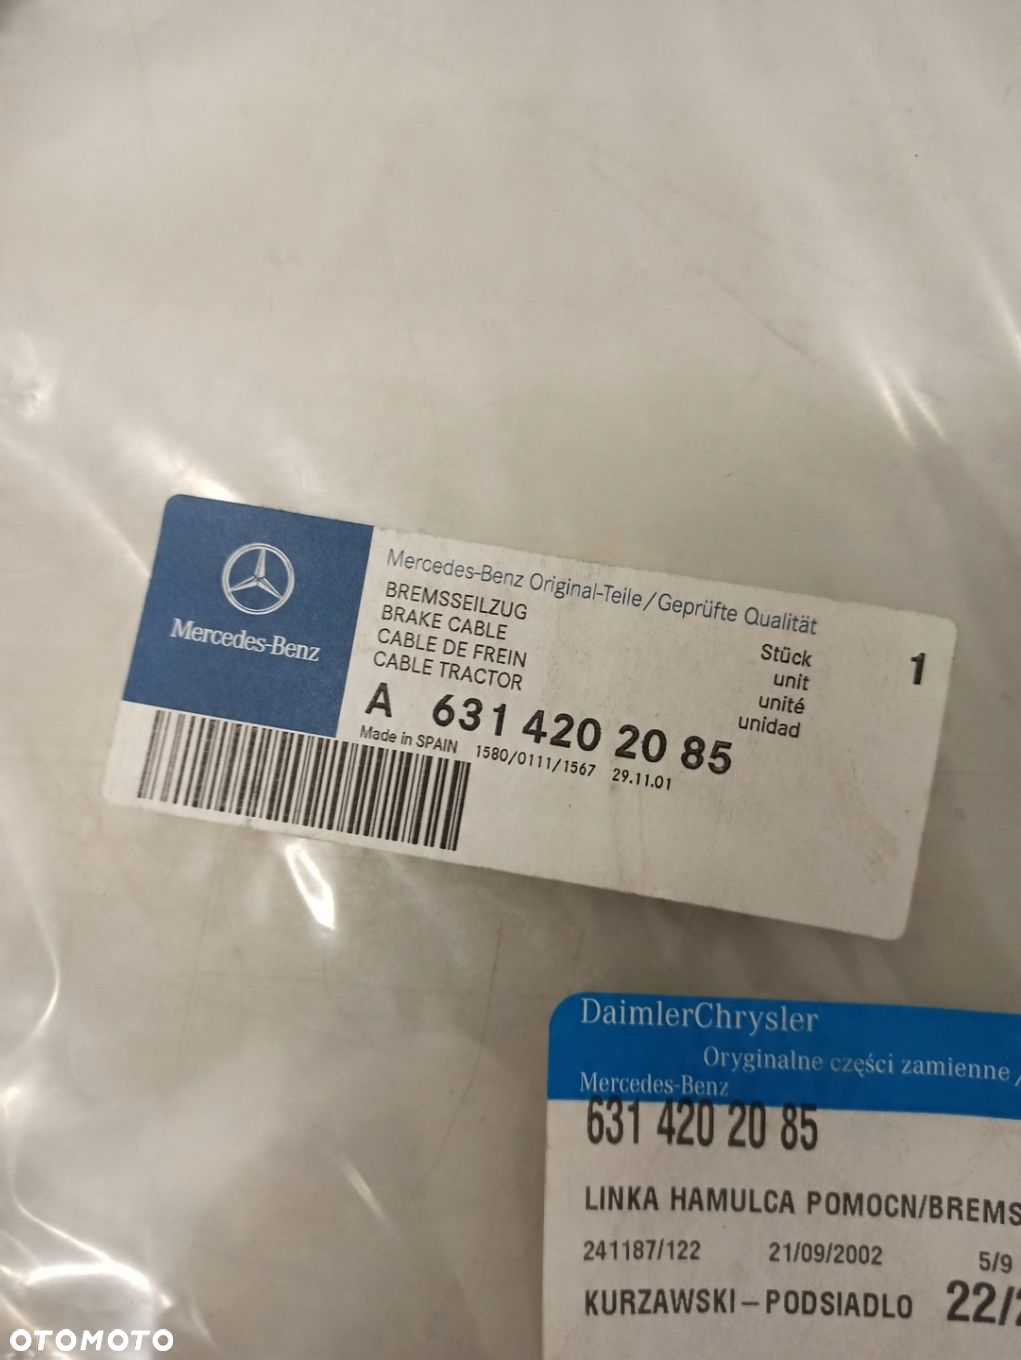 Mercedes-Benz
Mercedes-Benz Original-Teile/Geprüfte Qualität
BREMSSEILZUG
BRAKE CABLE
CABLE DE FREIN
CABLE TRACTOR
Stück 1
unit
unité
unidad
A 631 420 20 85
Made in SPAIN 1580/0111/1567 29.11.01
DaimlerChrysler
Oryginalne części zamienne /
Mercedes-Benz
631 420 20 85
LINKA HAMULCA POMOCN/BREMS
241187/122 21/09/2002 5/9
KURZAWSKI-PODSIADLO 22/2
OTOMOTO